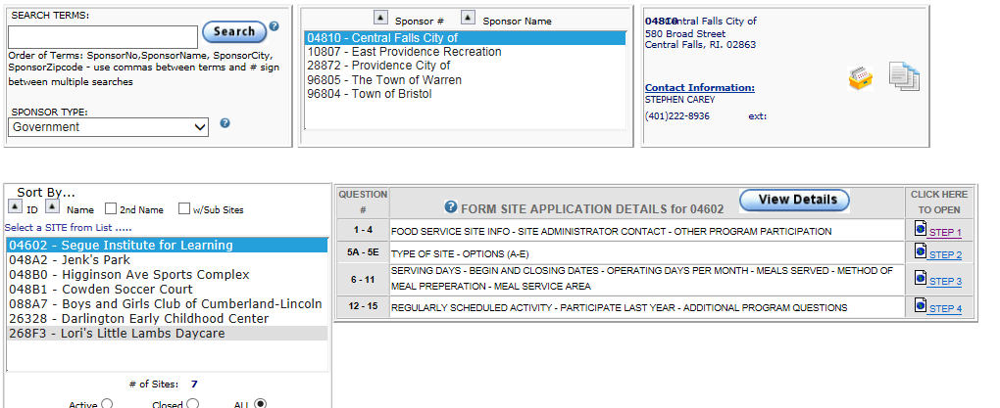 SEARCH TERMS:
Search
Order of Terms: SponsorNo,SponsorName, SponsorCity,
SponsorZipcode - use commas between terms and # sign
between multiple searches
SPONSOR TYPE:
Government
Sponsor # Sponsor Name
04810 - Central Falls City of
10807 - East Providence Recreation
28872 - Providence City of
96805 - The Town of Warren
96804 - Town of Bristol
04810 Central Falls City of
580 Broad Street
Central Falls, RI. 02863
Contact Information:
STEPHEN CAREY
(401)222-8936 ext:
Sort By...
ID Name 2nd Name w/Sub Sites
Select a SITE from List .....
04602 - Segue Institute for Learning
048A2 - Jenk's Park
048B0 - Higginson Ave Sports Complex
048B1 - Cowden Soccer Court
088A7 - Boys and Girls Club of Cumberland-Lincoln
26328 - Darlington Early Childhood Center
268F3 - Lori's Little Lambs Daycare
# of Sites: 7
Active Closed ALL
QUESTION
#
? FORM SITE APPLICATION DETAILS for 04602 View Details
CLICK HERE
TO OPEN
1 - 4 FOOD SERVICE SITE INFO - SITE ADMINISTRATOR CONTACT - OTHER PROGRAM PARTICIPATION STEP 1
5A - 5E TYPE OF SITE - OPTIONS (A-E) STEP 2
6 - 11 SERVING DAYS - BEGIN AND CLOSING DATES - OPERATING DAYS PER MONTH - MEALS SERVED - METHOD OF
MEAL PREPERATION - MEAL SERVICE AREA STEP 3
12 - 15 REGULARLY SCHEDULED ACTIVITY - PARTICIPATE LAST YEAR - ADDITIONAL PROGRAM QUESTIONS STEP 4